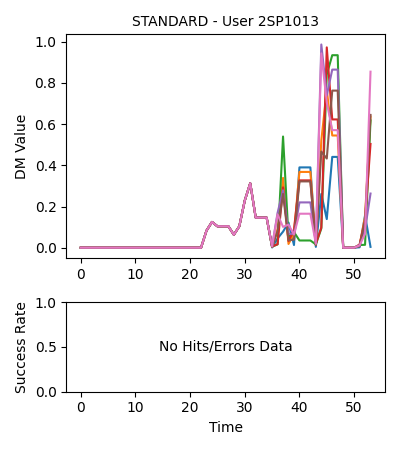 STANDARD - User 2SP1013
DM Value
1.0
0.8
0.6
0.4
0.2
0.0
0 10 20 30 40 50
Success Rate
1.0
0.5
0.0
No Hits/Errors Data
0 10 20 30 40 50
Time